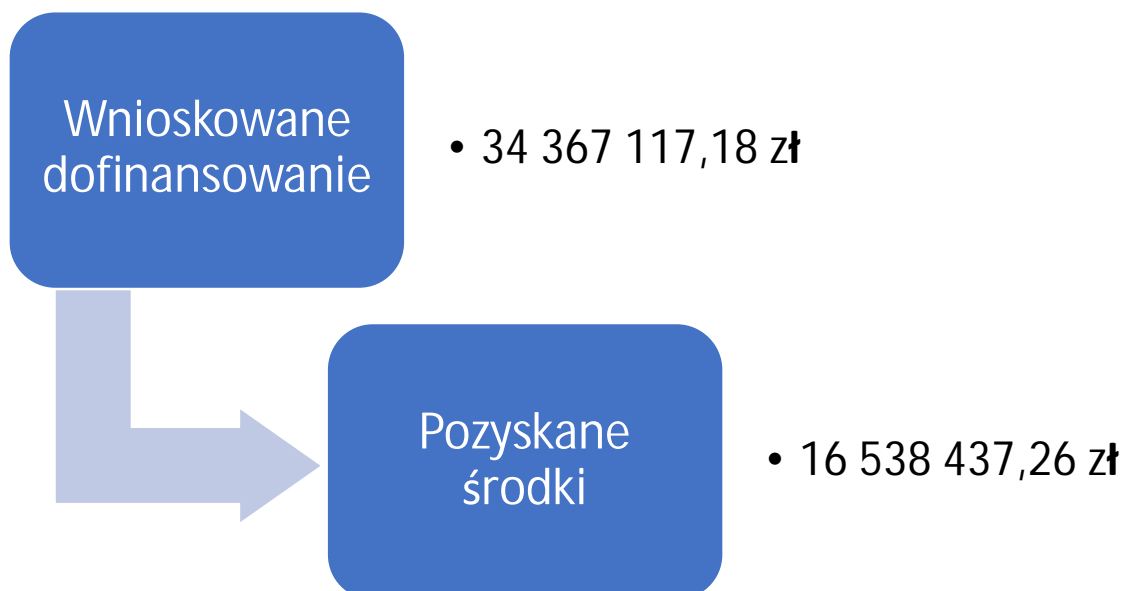 Wnioskowane
dofinansowanie
• 34 367 117,18 zł
Pozyskane
środki
• 16 538 437,26 zł